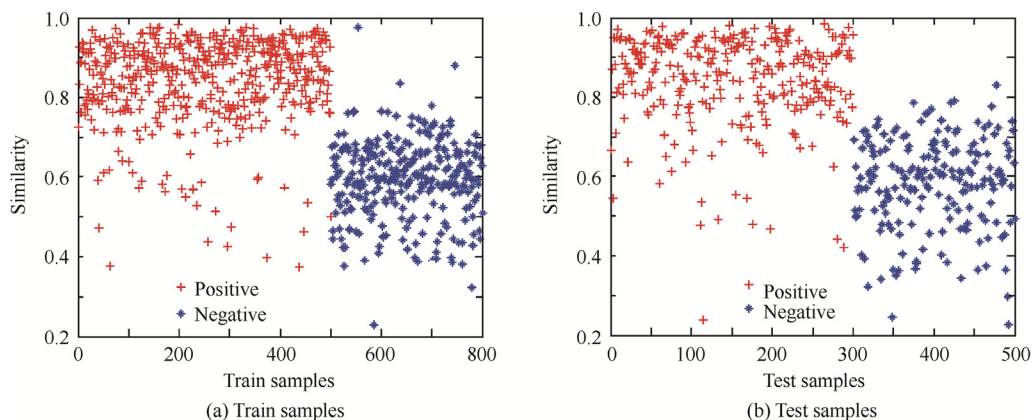 1.0
0.8
0.6
0.4
0.2
Similarity
0
200
400
600
800
Positive
Negative
Train samples
(a) Train samples
1.0
0.8
0.6
0.4
0.2
Similarity
0
100
200
300
400
500
Positive
Negative
Test samples
(b) Test samples